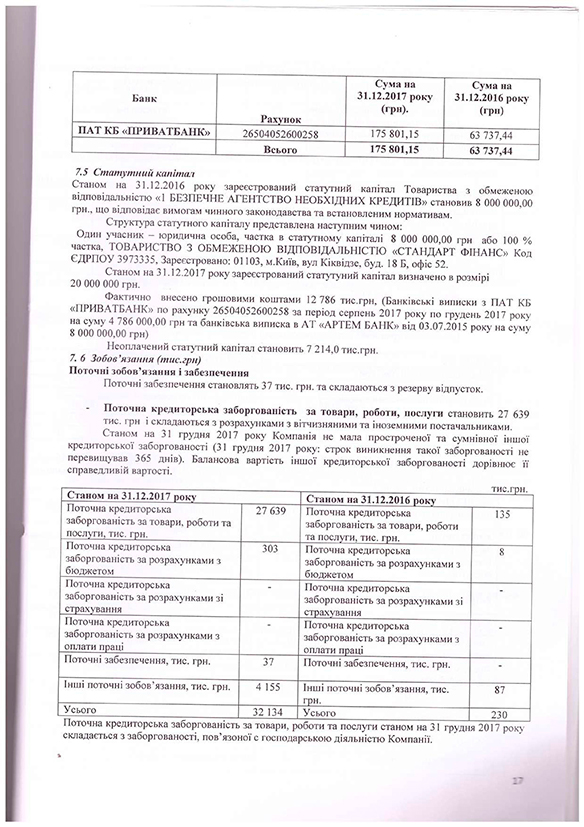 Банк	Рахунок	Сума на 31.12.2017 року (грн).	Сума на 31.12.2016 року (грн)
ПАТ КБ «ПРИВАТБАНК»	26504052600258	175 801,15	63 737,44
Всього	175 801,15	63 737,44
7.5 Статутний капітал
Станом на 31.12.2016 року зареєстрований статутний капітал Товариства з обмеженою
відповідальністю «1 БЕЗПЕЧНЕ АГЕНТСТВО НЕОБХІДНИХ КРЕДИТІВ» становив 8 000 000,00
грн., що відповідає вимогам чинного законодавства та встановленим нормативам.
Структура статутного капіталу представлена наступним чином:
Один учасник – юридична особа, частка в статутному капіталі 8 000 000,00 грн або 100 %
частка, ТОВАРИСТВО З ОБМЕЖЕНОЮ ВІДПОВІДАЛЬНІСТЮ «СТАНДАРТ ФІНАНС» Код
ЄДРПОУ 3973335, Зареєстровано: 01103, м.Київ, вул Кіквідзе, буд. 18 Б, офіс 52.
Станом на 31.12.2017 року зареєстрований статутуний капітал визначено в розмірі
20 000 000 грн.
Фактично внесено грошовими коштами 12 786 тис.грн, (Банківські виписки з ПАТ КБ
«ПРИВАТБАНК» по рахунку 26504052600258 за період серпень 2017 року по грудень 2017 року
на суму 4 786 000,00 грн та банківська виписка в АТ «АРТЕМ БАНК» від 03.07.2015 року на суму
8 000 000,00 грн)
Неоплачений статутний капітал становить 7 214,0 тис.грн.
7. 6 Зобов'язання (тис.грн)
Поточні зобов'язання і забезпечення
Поточні забезпечення становлять 37 тис. грн. та складаються з резерву відпусток.
- Поточна кредиторська заборгованість за товари, роботи, послуги становить 27 639
тис. грн і складаються з розрахунками з вітчизняними та іноземними постачальниками.
Станом на 31 грудня 2017 року Компанія не мала простроченої та сумнівної іншої
кредиторської заборгованості (31 грудня 2017 року: строк виникнення такої заборгованості не
перевищував 365 днів). Балансова вартість іншої кредиторської заборгованості дорівнює її
справедливій вартості.
тис.грн.
Станом на 31.12.2017 року	Станом на 31.12.2016 року
Поточна кредиторська	27 639	Поточна кредиторська	135
заборгованість за товари, роботи та	заборгованість за товари, роботи
послуги, тис. грн.	та послуги, тис. грн.
Поточна кредиторська	303	Поточна кредиторська	8
заборгованість за розрахунками з	заборгованість за розрахунками з
бюджетом	бюджетом
Поточна кредиторська	-	Поточна кредиторська	-
заборгованість за розрахунками зі	заборгованість за розрахунками зі
страхування	страхування
Поточна кредиторська	-	Поточна кредиторська	-
заборгованість за розрахунками з	заборгованість за розрахунками з
оплати праці	оплати праці
Поточні забезпечення, тис. грн.	37	Поточні забезпечення, тис. грн.	-
Інші поточні зобов'язання, тис. грн.	4 155	Інші поточні зобов'язання, тис.	87
грн.
Усього	32 134	Усього	230
Поточна кредиторська заборгованість за товари, роботи та послуги станом на 31 грудня 2017 року
складається з заборгованості, пов'язоної с господарською діяльністю Компанії.
17